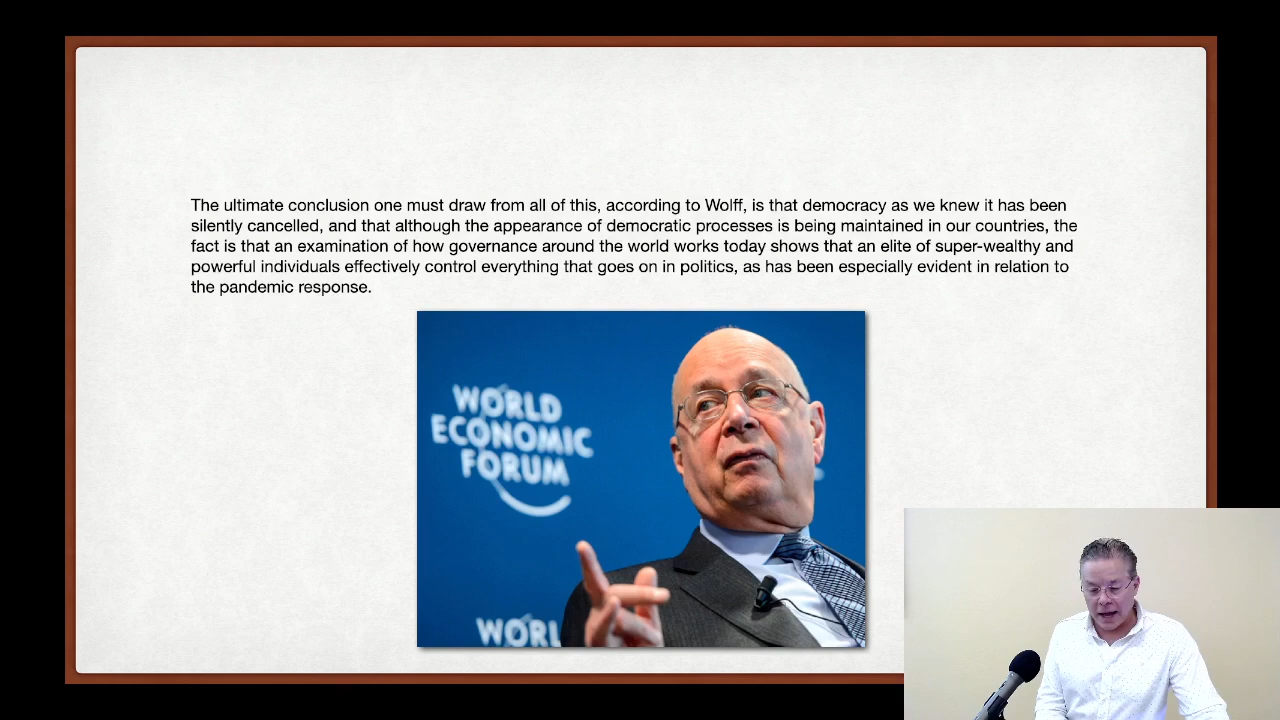 The ultimate conclusion one must draw from all of this, according to Wolff, is that democracy as we knew it has been
silently cancelled, and that although the appearance of democratic processes is being maintained in our countries, the
fact is that an examination of how governance around the world works today shows that an elite of super-wealthy and
powerful individuals effectively control everything that goes on in politics, as has been especially evident in relation to
the pandemic response.
WORLD
ECONOMIC
FORUM
WORL